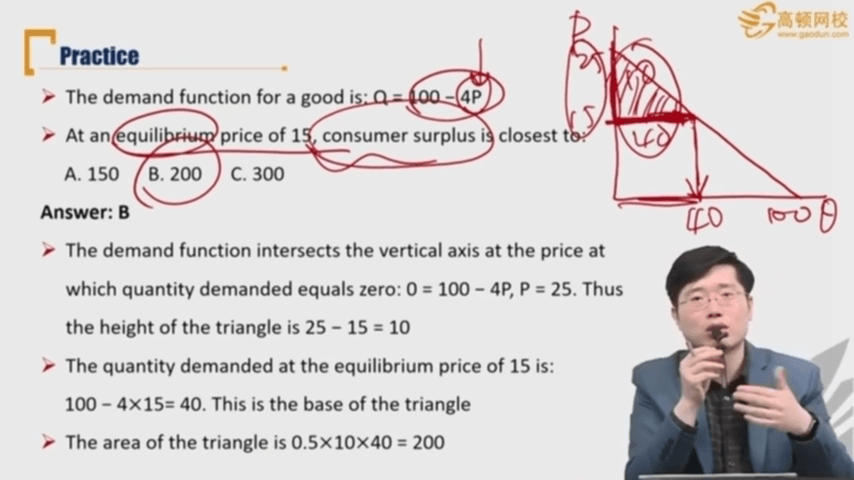 高顿网校
www.gaodun.com
Practice
The demand function for a good is: Q = 100 – 4P
At an equilibrium price of 15, consumer surplus is closest to:
A. 150 B. 200 C. 300
Answer: B
The demand function intersects the vertical axis at the price at
which quantity demanded equals zero: 0 = 100 – 4P, P = 25. Thus
the height of the triangle is 25 – 15 = 10
The quantity demanded at the equilibrium price of 15 is:
100 – 4×15= 40. This is the base of the triangle
The area of the triangle is 0.5×10×40 = 200
P
25
15
40
40
100